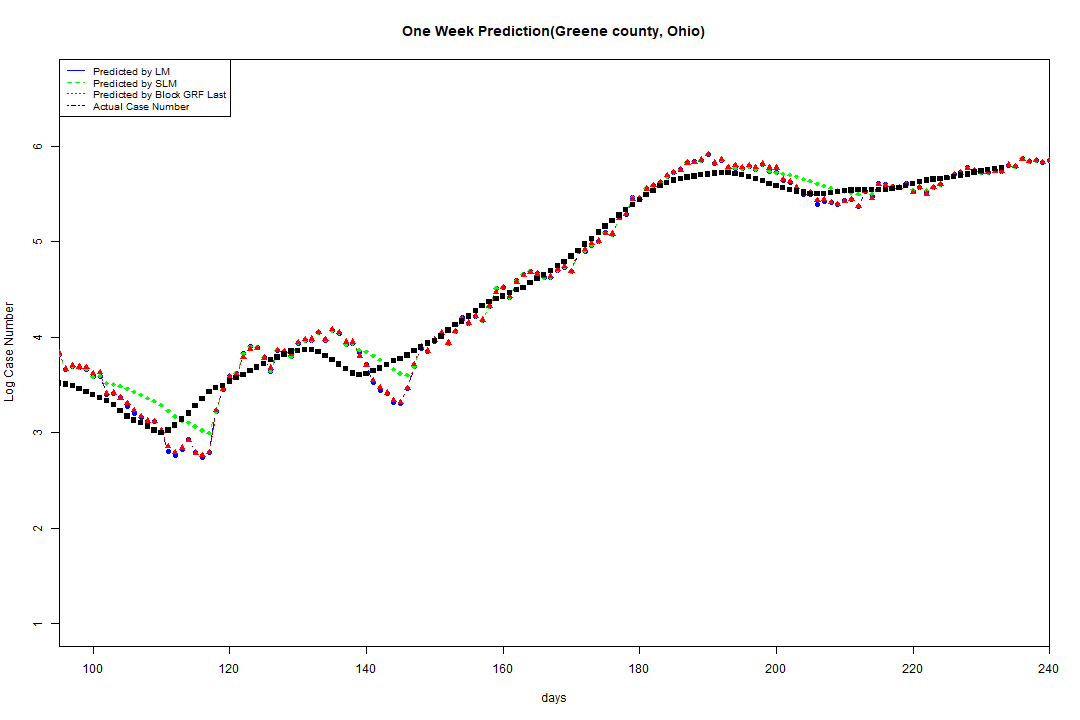 One Week Prediction(Greene county, Ohio)
Predicted by LM
Predicted by SLM
Predicted by Block GRF Last
Actual Case Number
6
5
4
3
2
1
Log Case Number
100 120 140 160 180 200 220 240
days